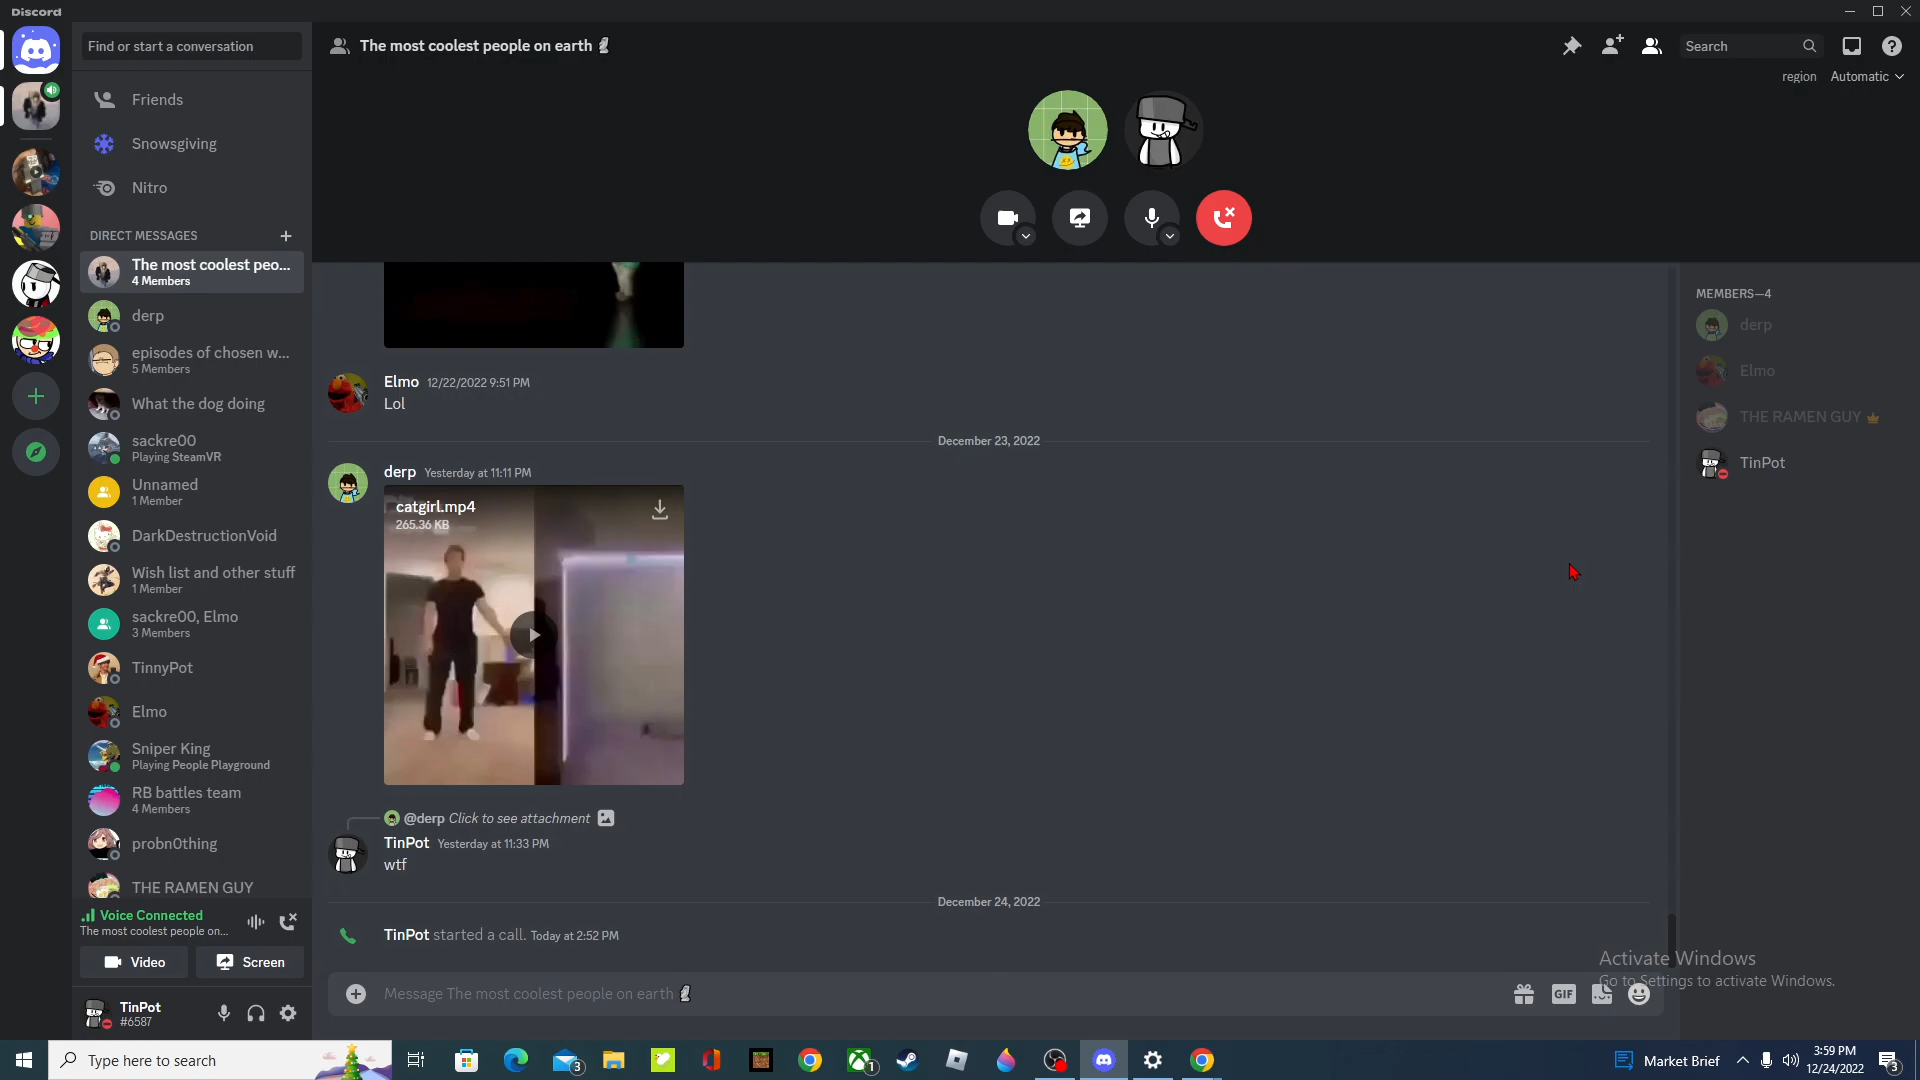 Discord
Find or start a conversation
The most coolest people on earth
Search
region Automatic
Friends
Snowsgiving
Nitro
DIRECT MESSAGES
The most coolest peo...
4 Members
derp
episodes of chosen w...
5 Members
What the dog doing
sackre00
Playing SteamVR
Unnamed
1 Member
DarkDestructionVoid
Wish list and other stuff
1 Member
sackre00, Elmo
3 Members
TinnyPot
Elmo
Sniper King
Playing People Playground
RB battles team
4 Members
probn0thing
THE RAMEN GUY
Voice Connected
The most coolest people on...
Video
Screen
TinPot
#6587
Elmo 12/22/2022 9:51 PM
Lol
December 23, 2022
derp Yesterday at 11:11 PM
catgirl.mp4
265.36 KB
@derp Click to see attachment
TinPot Yesterday at 11:33 PM
wtf
December 24, 2022
TinPot started a call. Today at 2:52 PM
Message The most coolest people on earth
GIF
MEMBERS—4
derp
Elmo
THE RAMEN GUY
TinPot
Activate Windows
Go to Settings to activate Windows.
Type here to search
3
1
Market Brief
3:59 PM
12/24/2022
3